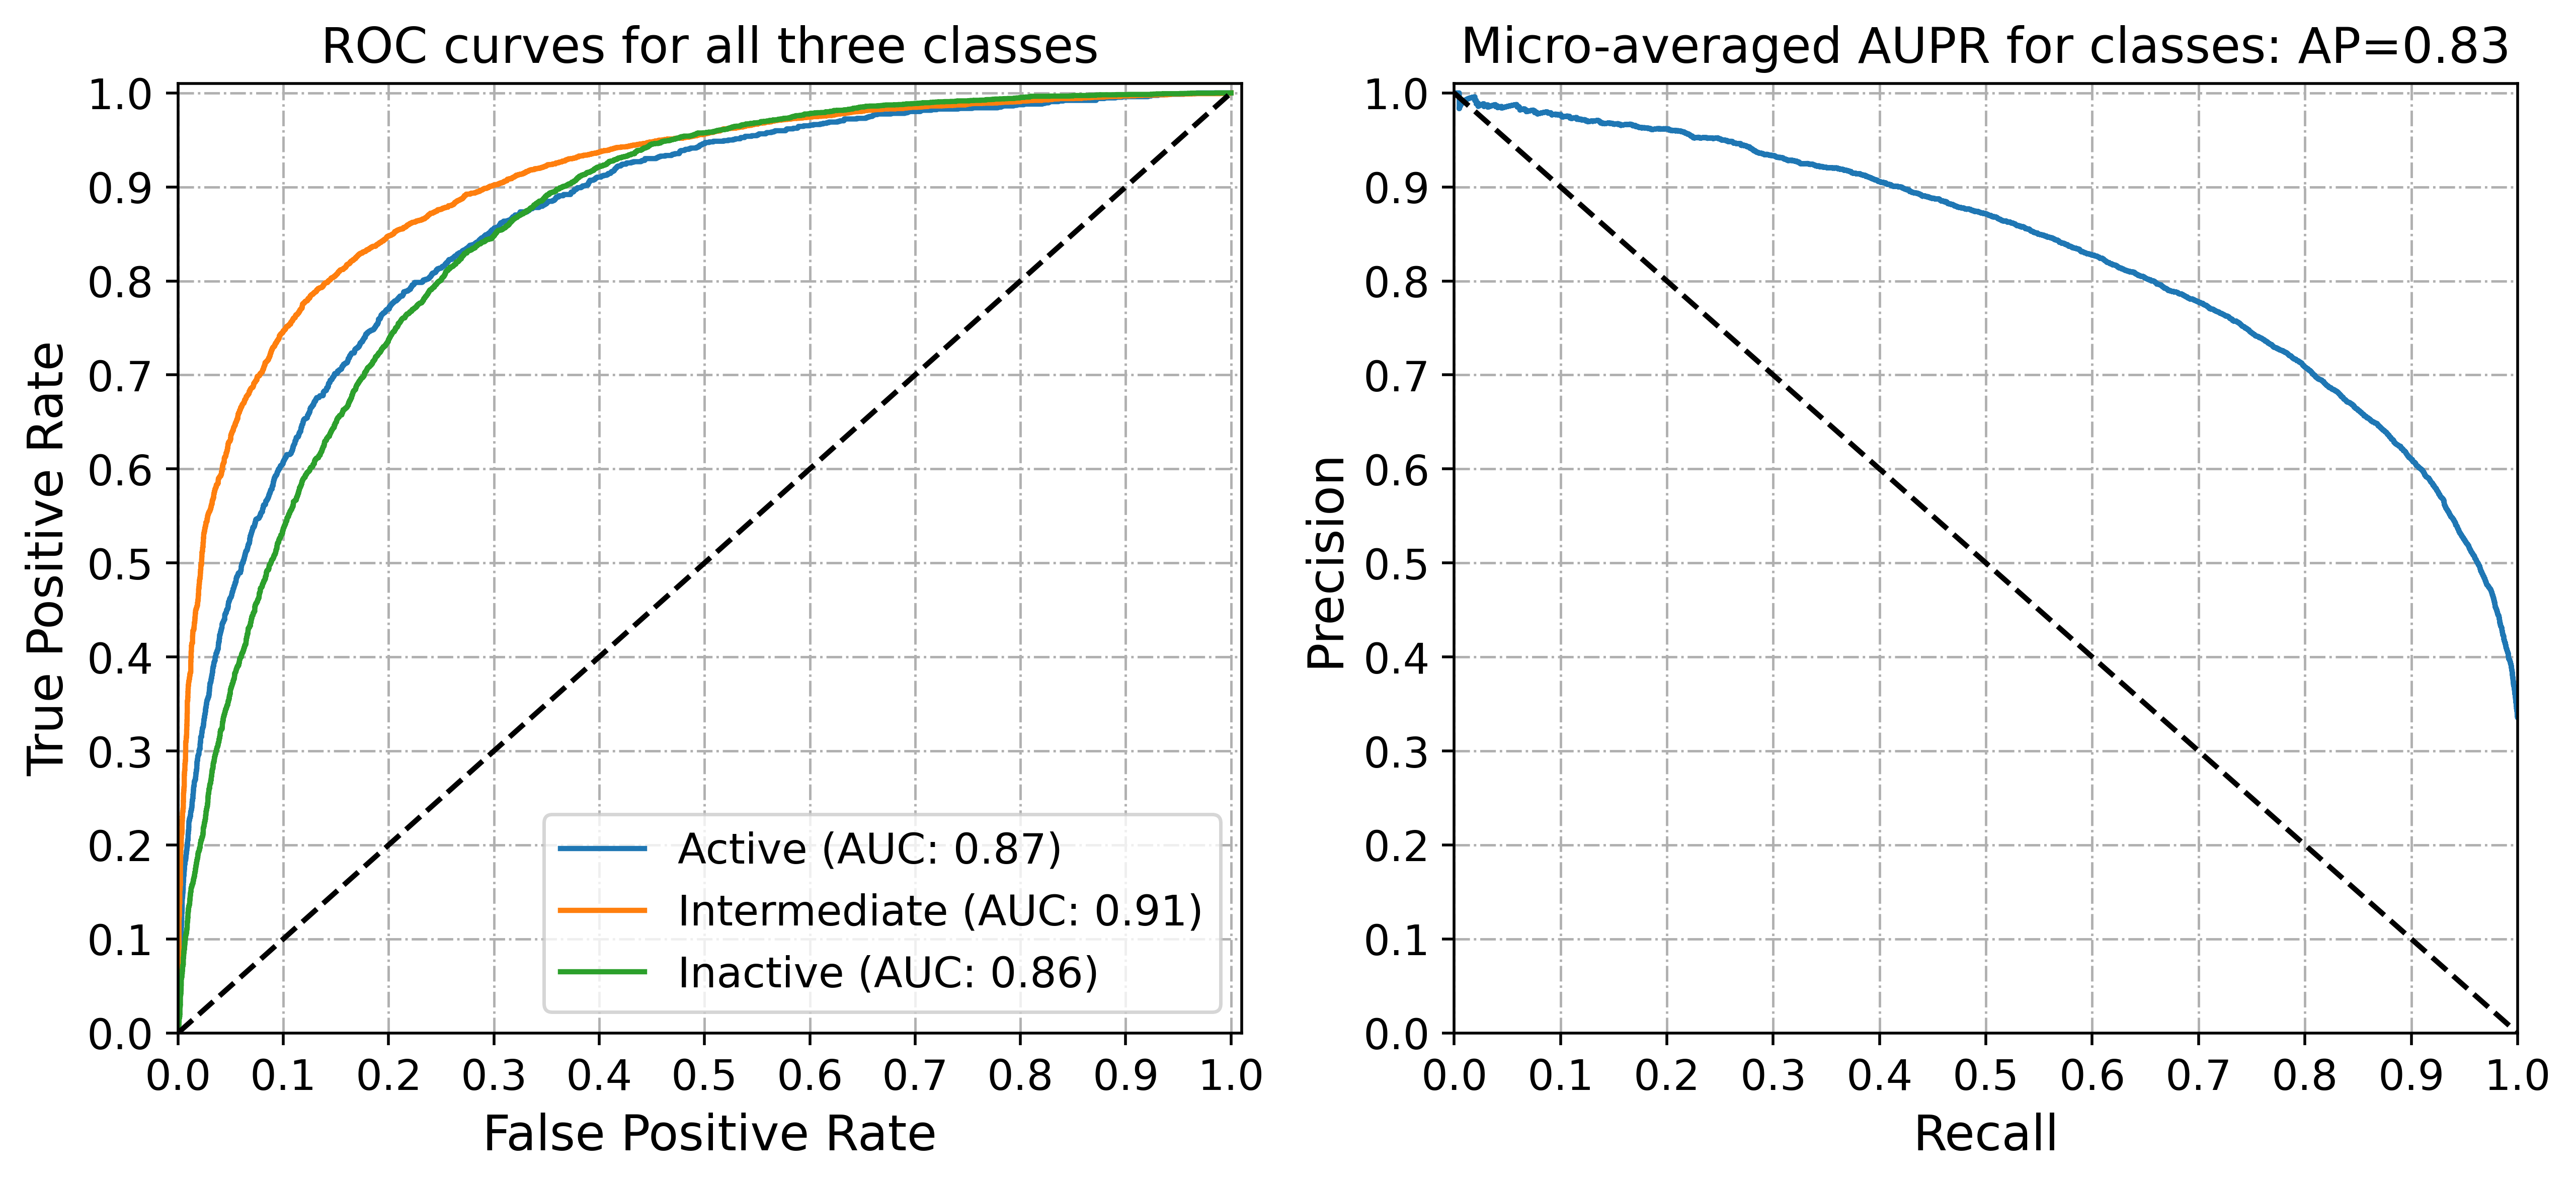 ROC curves for all three classes
True Positive Rate
1.0
0.9
0.8
0.7
0.6
0.5
0.4
0.3
0.2
0.1
0.0
Active (AUC: 0.87)
Intermediate (AUC: 0.91)
Inactive (AUC: 0.86)
0.0 0.1 0.2 0.3 0.4 0.5 0.6 0.7 0.8 0.9 1.0
False Positive Rate
Micro-averaged AUPR for classes: AP=0.83
Precision
1.0
0.9
0.8
0.7
0.6
0.5
0.4
0.3
0.2
0.1
0.0
0.0 0.1 0.2 0.3 0.4 0.5 0.6 0.7 0.8 0.9 1.0
Recall